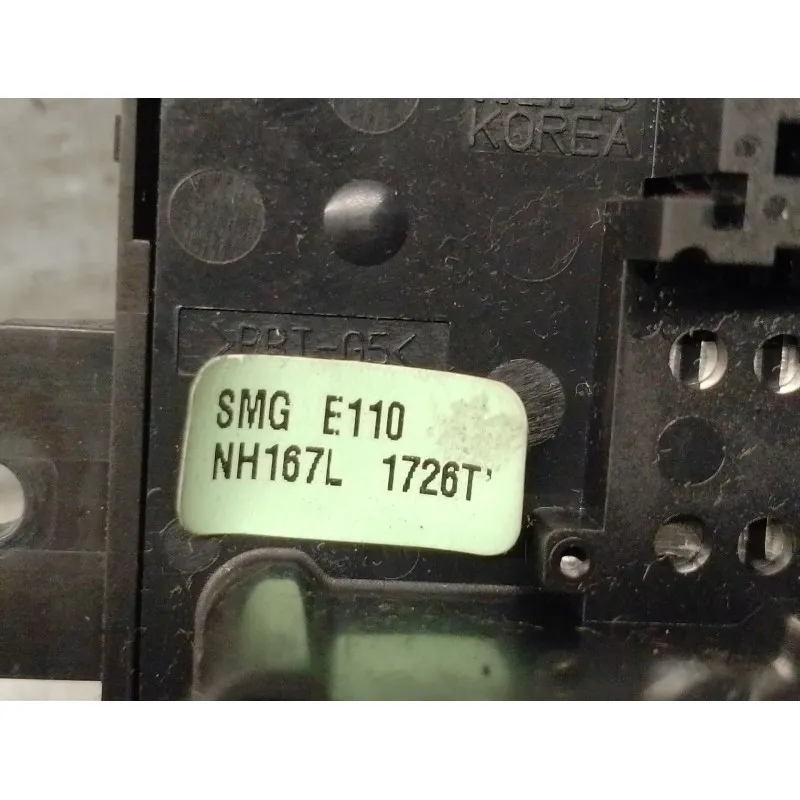 KOREA
>PBT-G5<
SMG E110
NH167L 1726T'